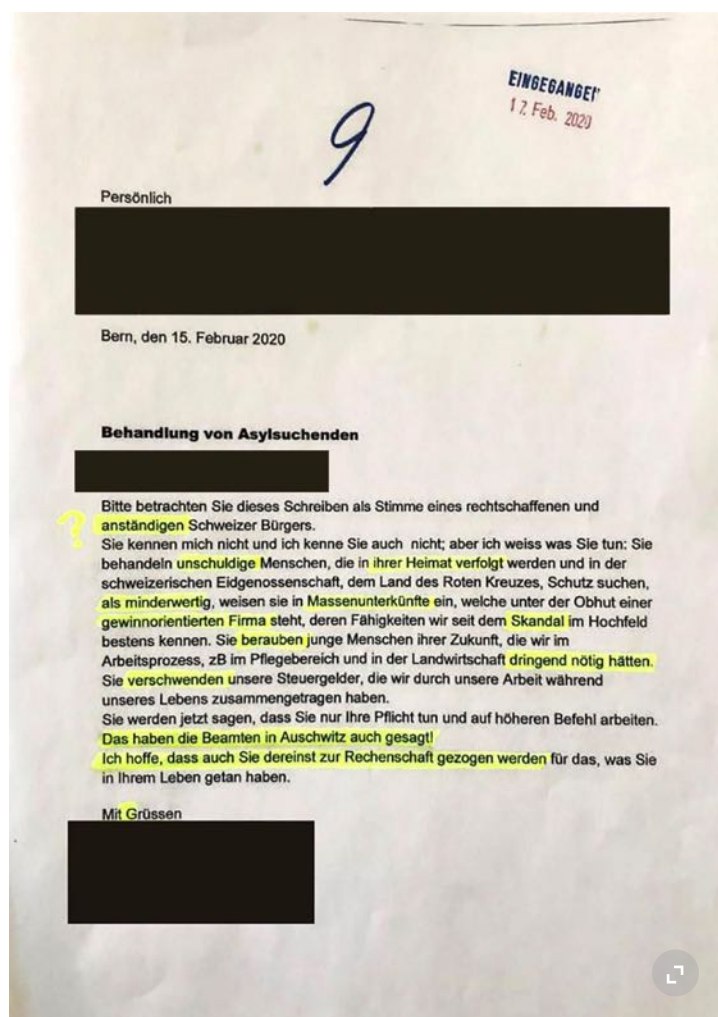 EINGEGANGEN
17. Feb. 2020
9
Persönlich
Bern, den 15. Februar 2020
Behandlung von Asylsuchenden
Bitte betrachten Sie dieses Schreiben als Stimme eines rechtschaffenen und
? anständigen Schweizer Bürgers.
Sie kennen mich nicht und ich kenne Sie auch nicht; aber ich weiss was Sie tun: Sie
behandeln unschuldige Menschen, die in ihrer Heimat verfolgt werden und in der
schweizerischen Eidgenossenschaft, dem Land des Roten Kreuzes, Schutz suchen,
als minderwertig, weisen sie in Massenunterkünfte ein, welche unter der Obhut einer
gewinnorientierten Firma steht, deren Fähigkeiten wir seit dem Skandal im Hochfeld
bestens kennen. Sie berauben junge Menschen ihrer Zukunft, die wir im
Arbeitsprozess, zB im Pflegebereich und in der Landwirtschaft dringend nötig hätten.
Sie verschwenden unsere Steuergelder, die wir durch unsere Arbeit während
unseres Lebens zusammengetragen haben.
Sie werden jetzt sagen, dass Sie nur Ihre Pflicht tun und auf höheren Befehl arbeiten.
Das haben die Beamten in Auschwitz auch gesagt!
Ich hoffe, dass auch Sie dereinst zur Rechenschaft gezogen werden für das, was Sie
in Ihrem Leben getan haben.
Mit Grüssen